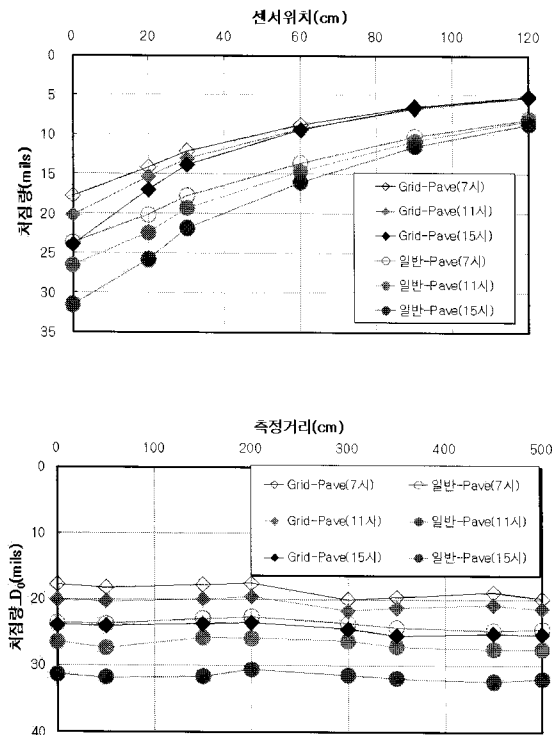 센서위치(cm)
0 20 40 60 80 100 120
처짐량(mils)
0
5
10
15
20
25
30
35
Grid-Pave(7시)
Grid-Pave(11시)
Grid-Pave(15시)
일반-Pave(7시)
일반-Pave(11시)
일반-Pave(15시)
측정거리(cm)
0 100 200 300 400 500
처짐량.D₀(mils)
0
10
20
30
40
Grid-Pave(7시) 일반-Pave(7시)
Grid-Pave(11시) 일반-Pave(11시)
Grid-Pave(15시) 일반-Pave(15시)